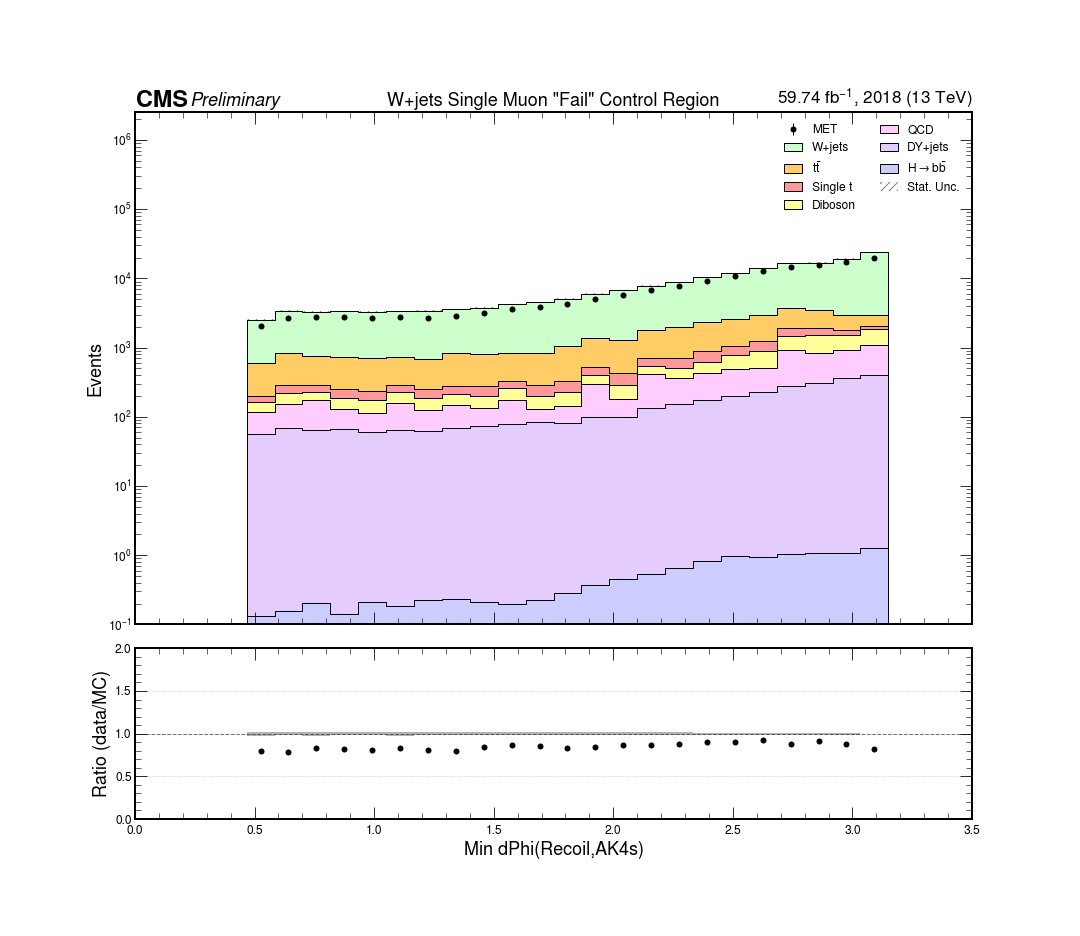 CMS Preliminary W+jets Single Muon "Fail" Control Region 59.74 fb⁻¹, 2018 (13 TeV)
MET QCD
W+jets DY+jets
tt̄ H→bb̄
Single t Stat. Unc.
Diboson
Events
10⁶
10⁵
10⁴
10³
10²
10¹
10⁰
10⁻¹
Ratio (data/MC)
2.0
1.5
1.0
0.5
0.0
0.0 0.5 1.0 1.5 2.0 2.5 3.0 3.5
Min dPhi(Recoil,AK4s)